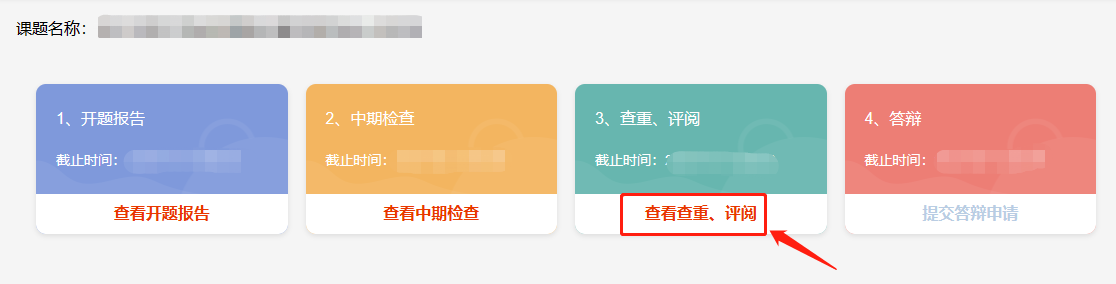 课题名称：
1、开题报告
截止时间：
查看开题报告
2、中期检查
截止时间：
查看中期检查
3、查重、评阅
截止时间：
查看查重、评阅
4、答辩
截止时间：
提交答辩申请